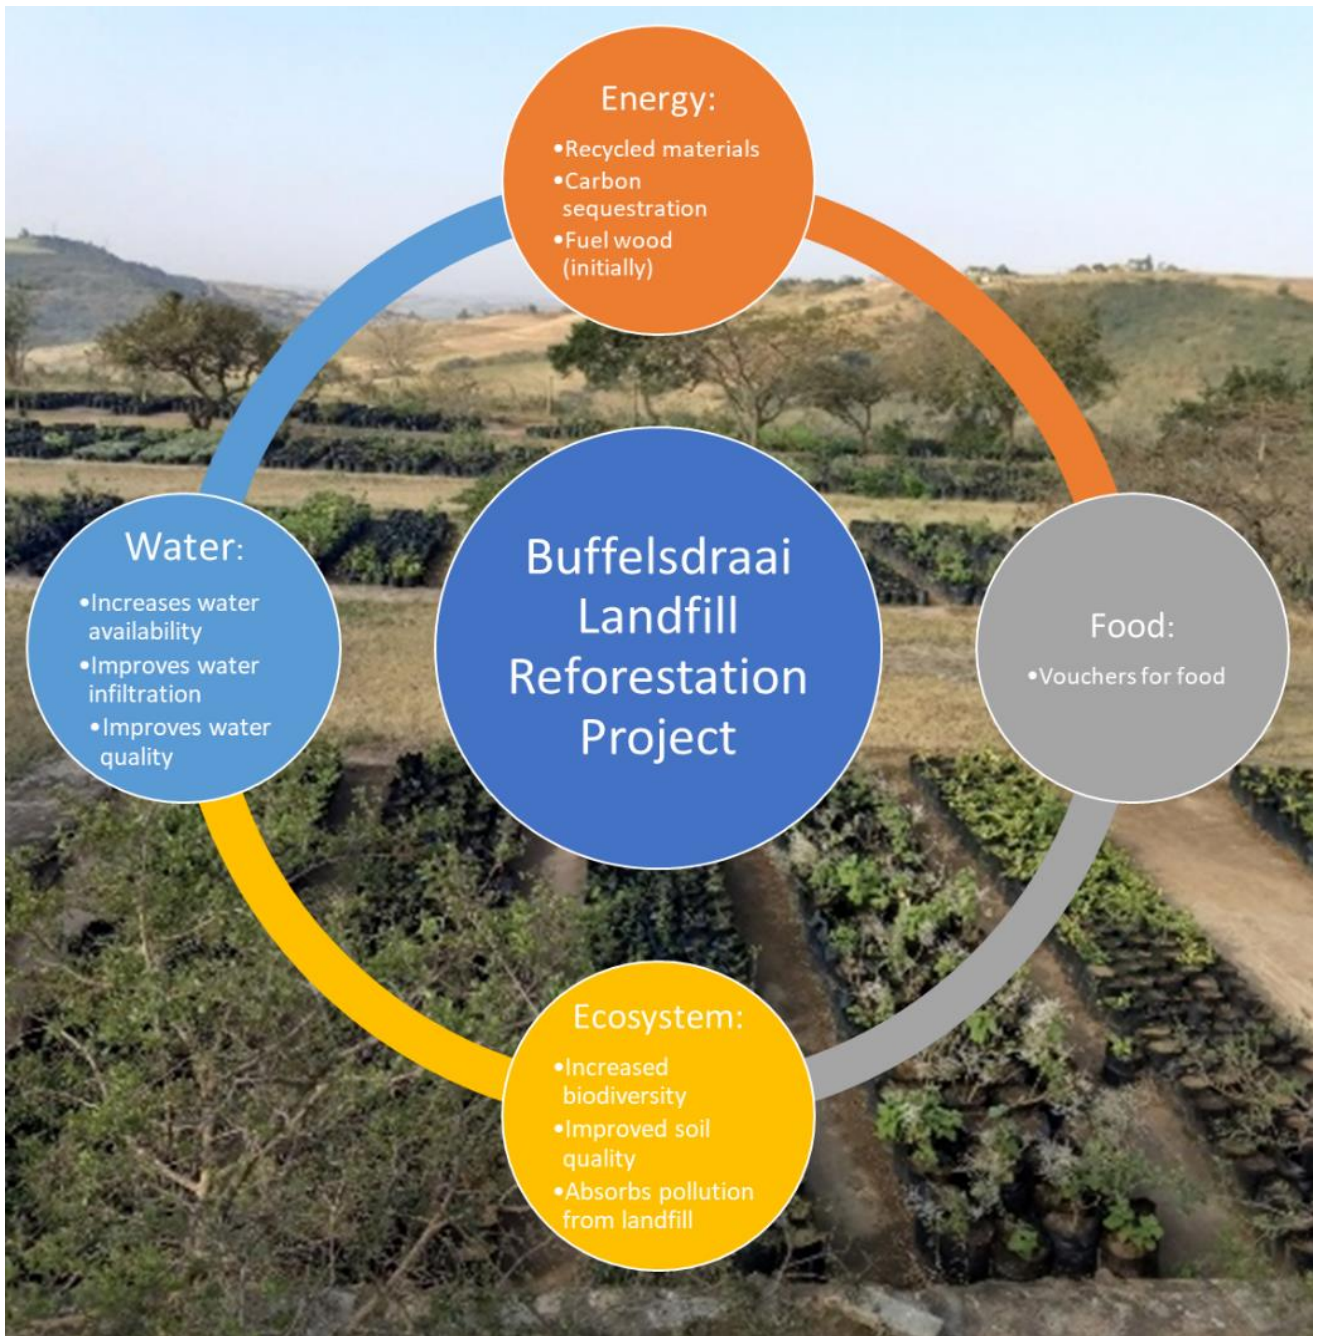 Energy:
•Recycled materials
•Carbon
sequestration
•Fuel wood
(initially)
Water:
•Increases water
availability
•Improves water
infiltration
•Improves water
quality
Buffelsdraai
Landfill
Reforestation
Project
Food:
•Vouchers for food
Ecosystem:
•Increased
biodiversity
•Improved soil
quality
•Absorbs pollution
from landfill